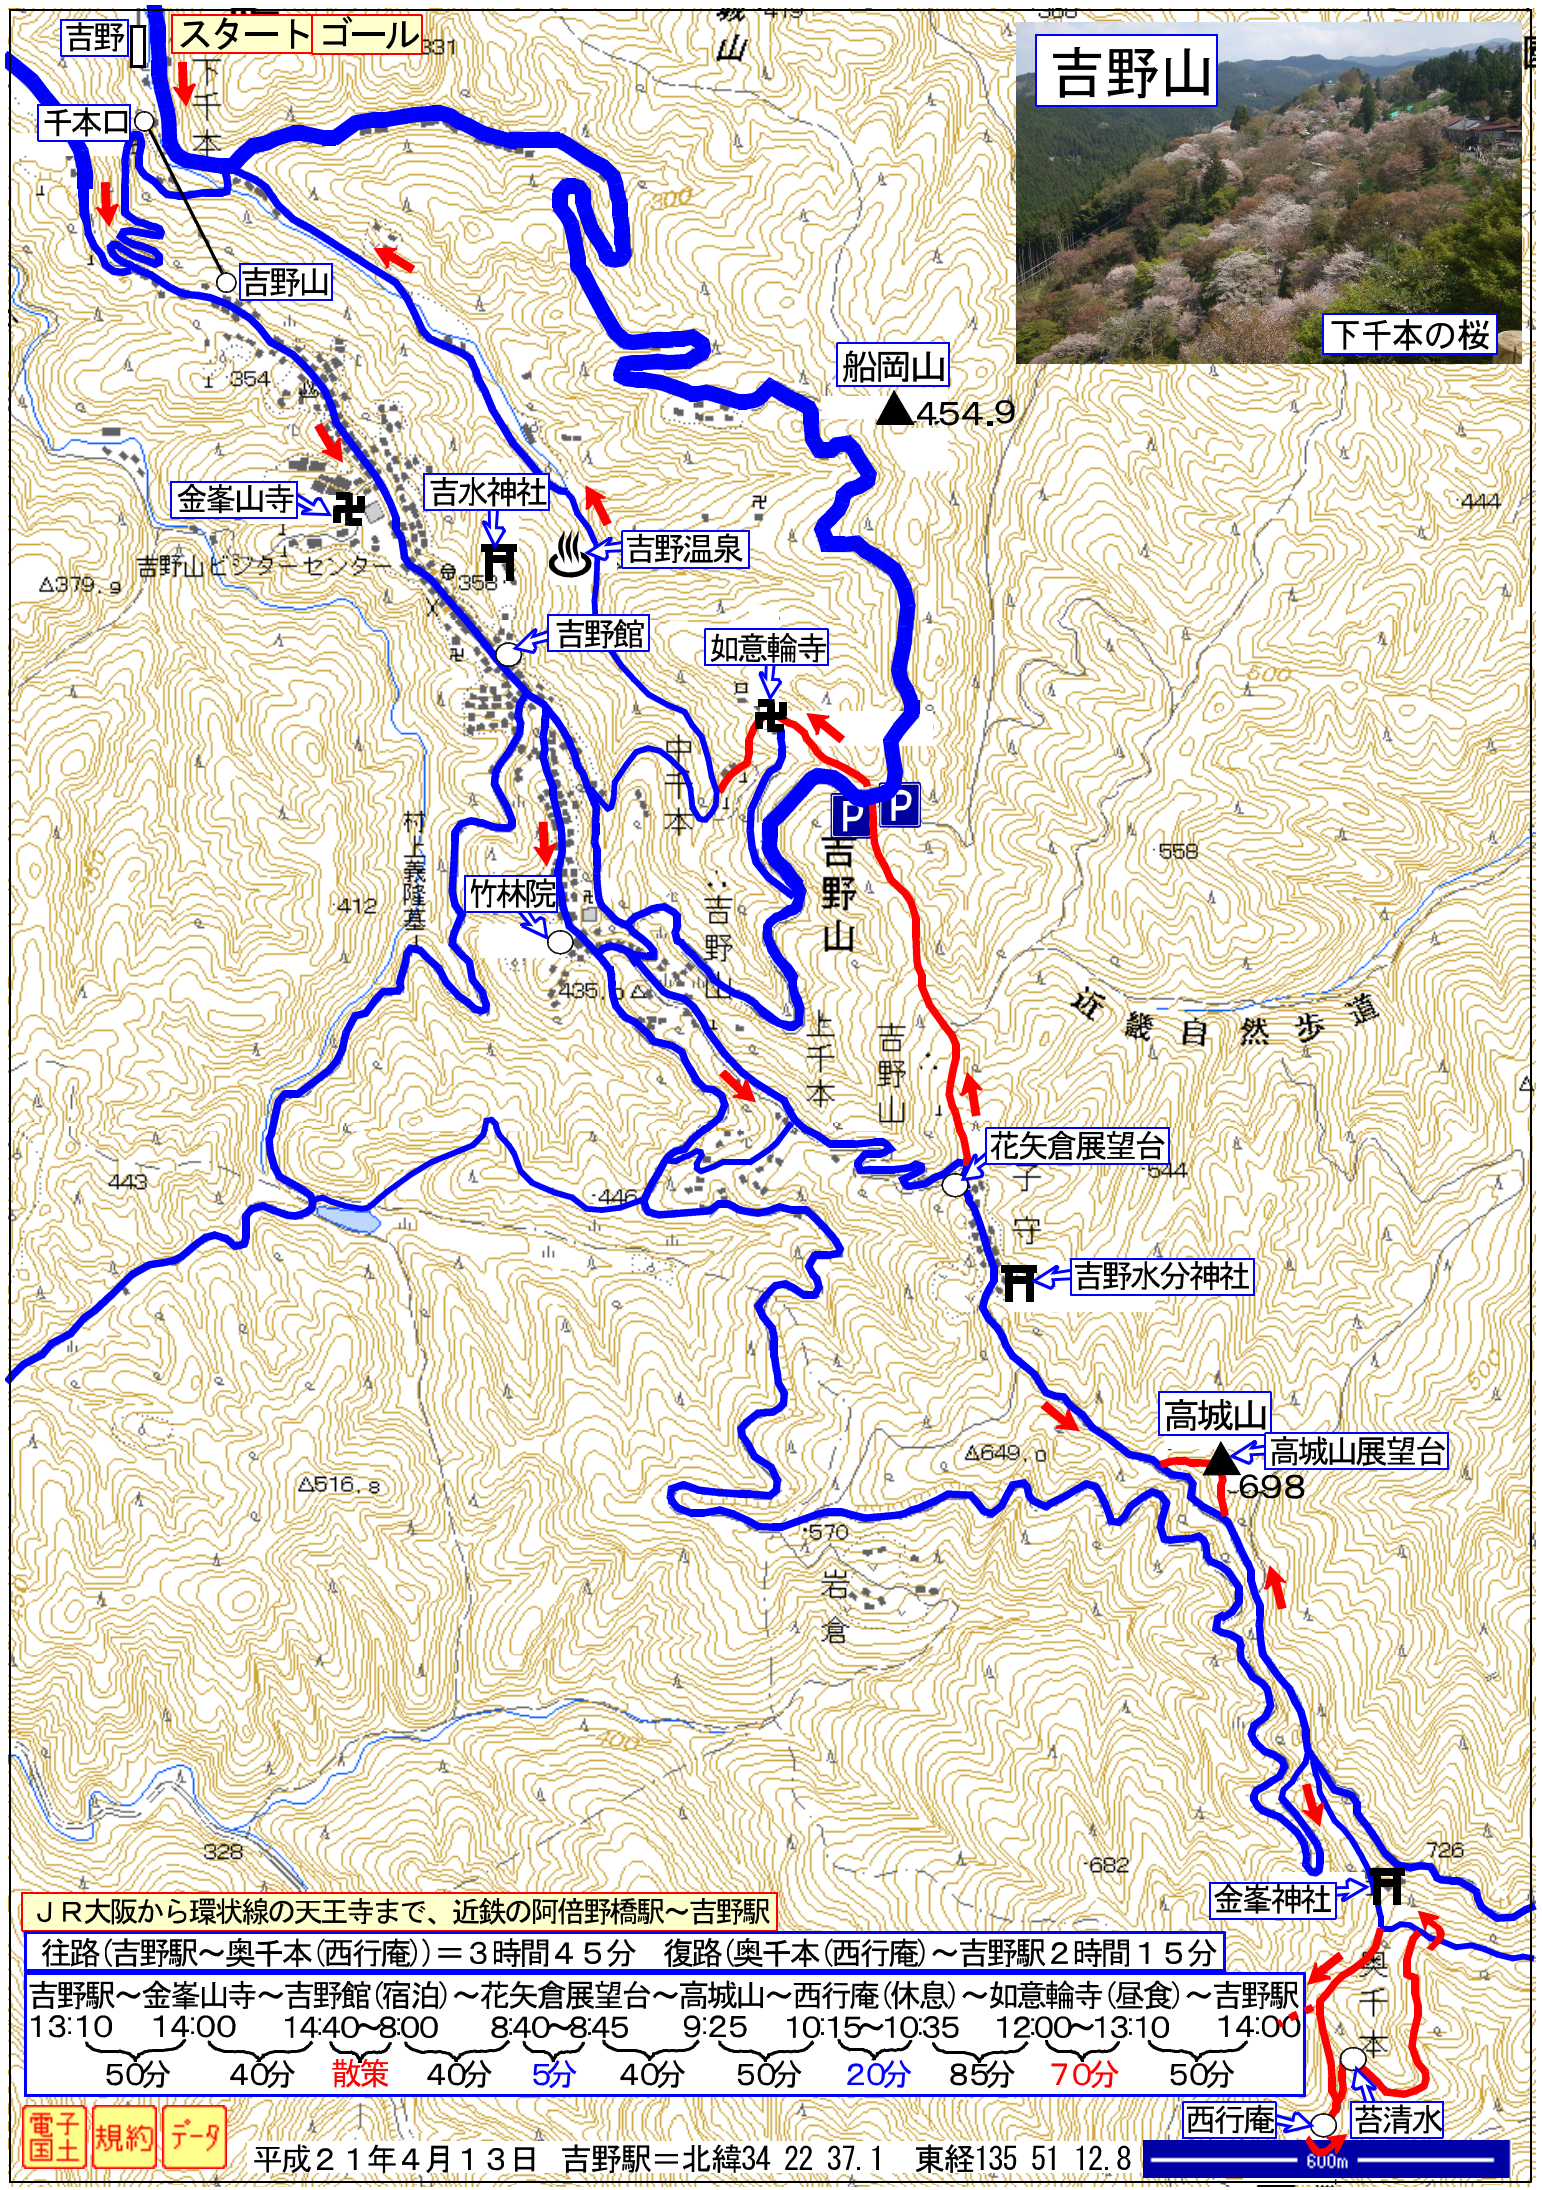 吉野
スタート ゴール
331
下千本
城山
419
吉野山
下千本の桜
千本口
吉野山
300
354
船岡山
454.9
金峯山寺
吉水神社
吉野温泉
444
吉野山ビジターセンター
379.9
358
吉野館
如意輪寺
500
中千本
P
P
吉野山
村上義隆墓
558
412
竹林院
吉野山
435.0
近畿自然歩道
上千本
吉野山
花矢倉展望台
544
443
446
子守
吉野水分神社
高城山
高城山展望台
698
649.0
516.8
570
岩倉
400
328
682
726
金峯神社
奥千本
ＪＲ大阪から環状線の天王寺まで、近鉄の阿倍野橋駅～吉野駅
往路(吉野駅～奥千本(西行庵))＝３時間４５分　復路(奥千本(西行庵)～吉野駅２時間１５分
吉野駅～金峯山寺～吉野館(宿泊)～花矢倉展望台～高城山～西行庵(休息)～如意輪寺(昼食)～吉野駅
13:10 14:00 14:40～8:00 8:40～8:45 9:25 10:15～10:35 12:00～13:10 14:00
50分 40分 散策 40分 5分 40分 50分 20分 85分 70分 50分
西行庵
苔清水
電子国土 規約 データ
平成２１年４月１３日 吉野駅＝北緯34 22 37.1 東経135 51 12.8
600m